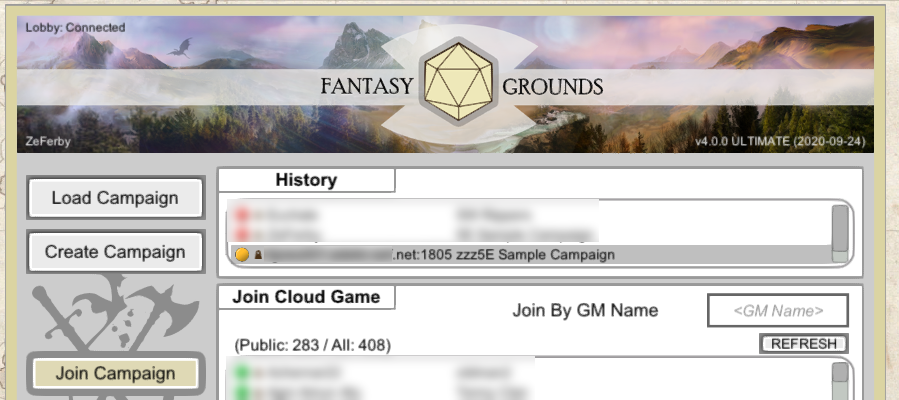 Lobby: Connected
FANTASY GROUNDS
ZeFerby
v4.0.0 ULTIMATE (2020-09-24)
Load Campaign
Create Campaign
Join Campaign
History
.net:1805 zzz5E Sample Campaign
Join Cloud Game
Join By GM Name
<GM Name>
(Public: 283 / All: 408)
REFRESH